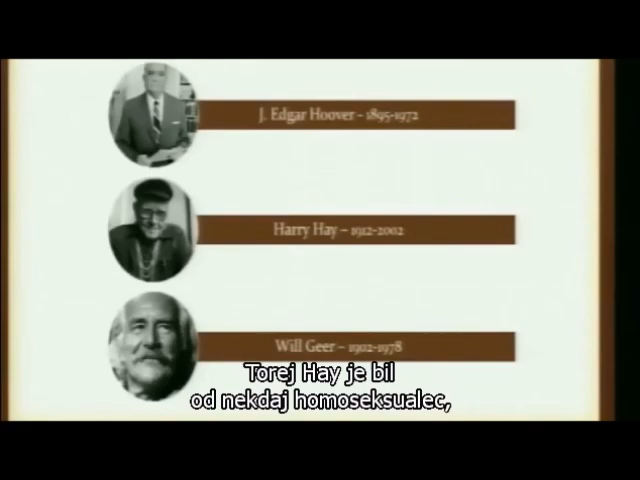 J. Edgar Hoover – 1895-1972
Harry Hay – 1912-2002
Will Geer – 1902-1978
Torej Hay je bil
od nekdaj homoseksualec,